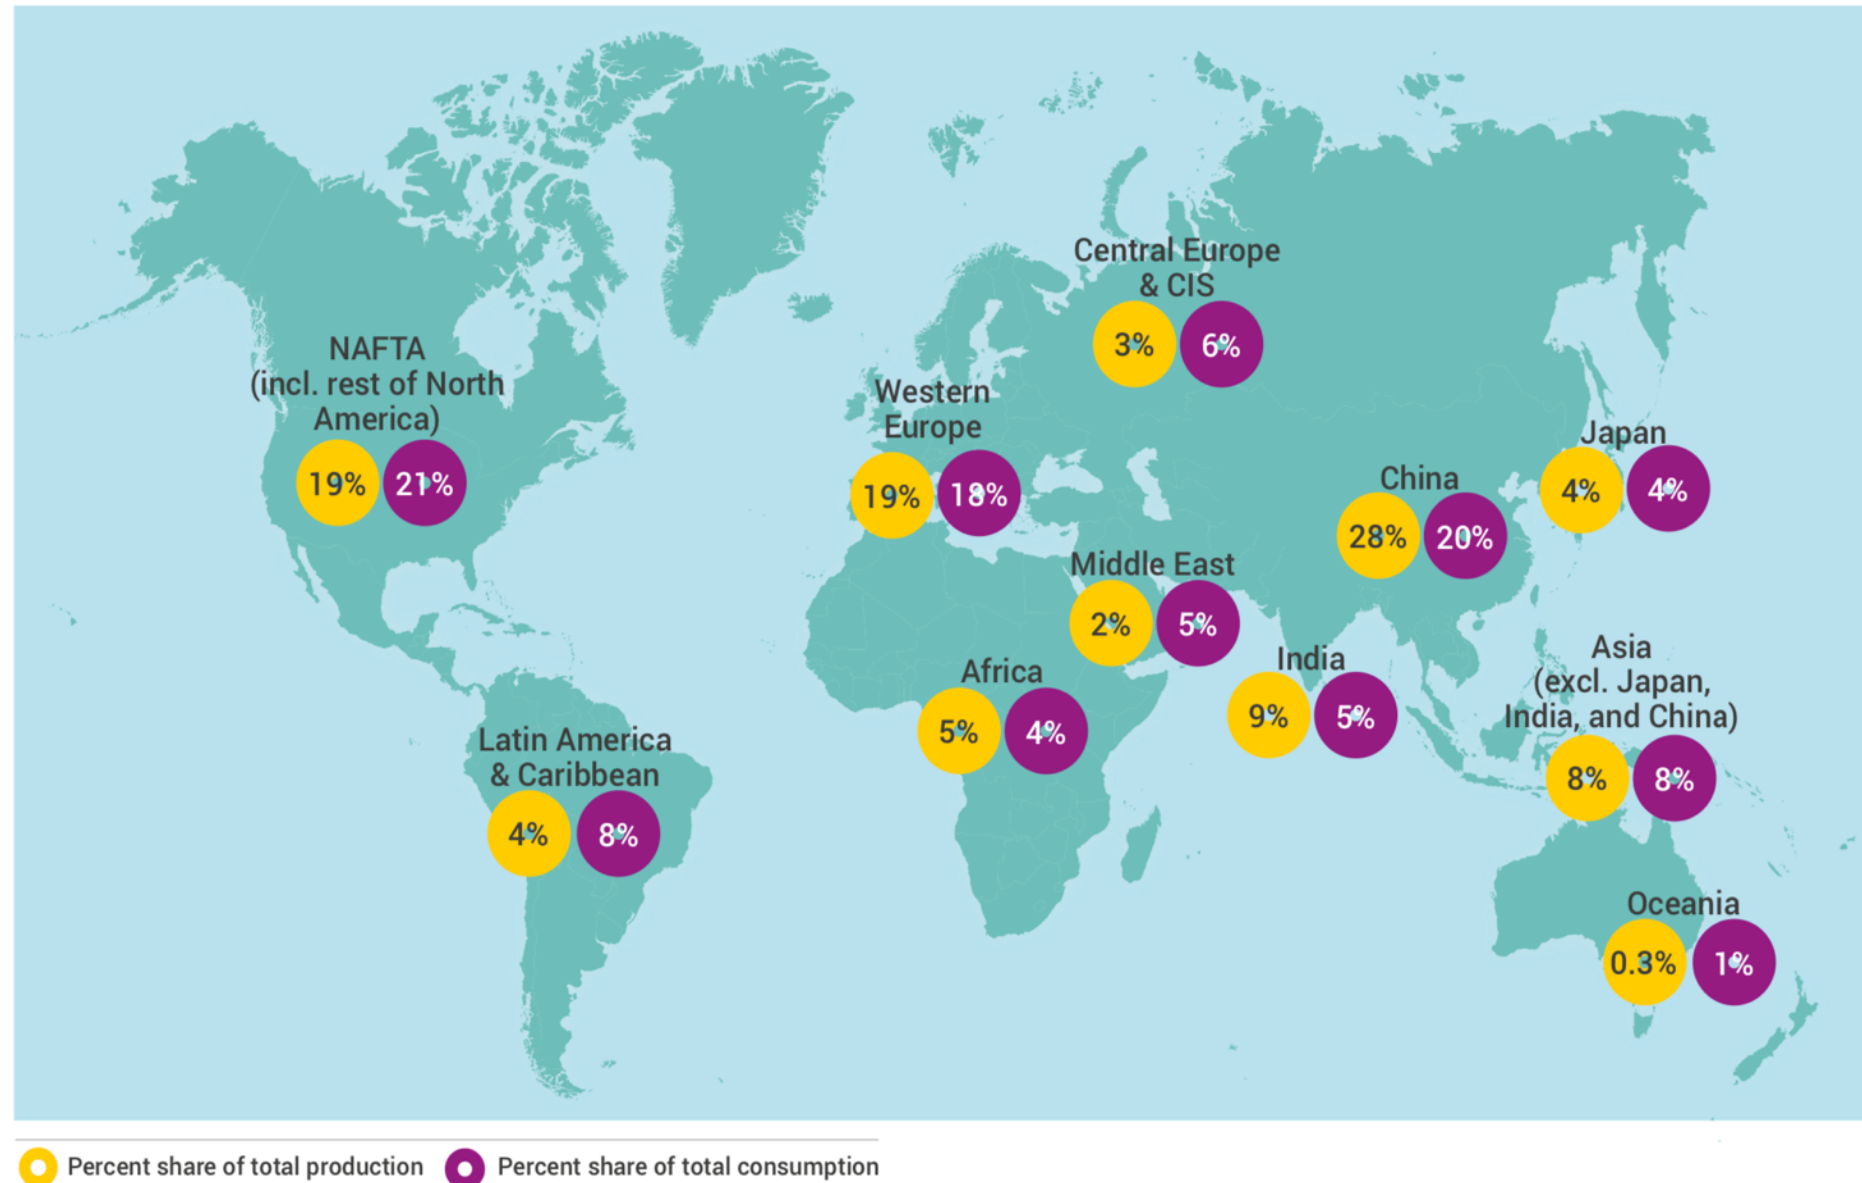 Central Europe
& CIS
3% 6%
NAFTA
(incl. rest of North
America)
19% 21%
Western
Europe
19% 18%
Japan
4% 4%
China
28% 20%
Middle East
2% 5%
Africa
5% 4%
India
9% 5%
Asia
(excl. Japan,
India, and China)
8% 8%
Latin America
& Caribbean
4% 8%
Oceania
0.3% 1%
Percent share of total production Percent share of total consumption